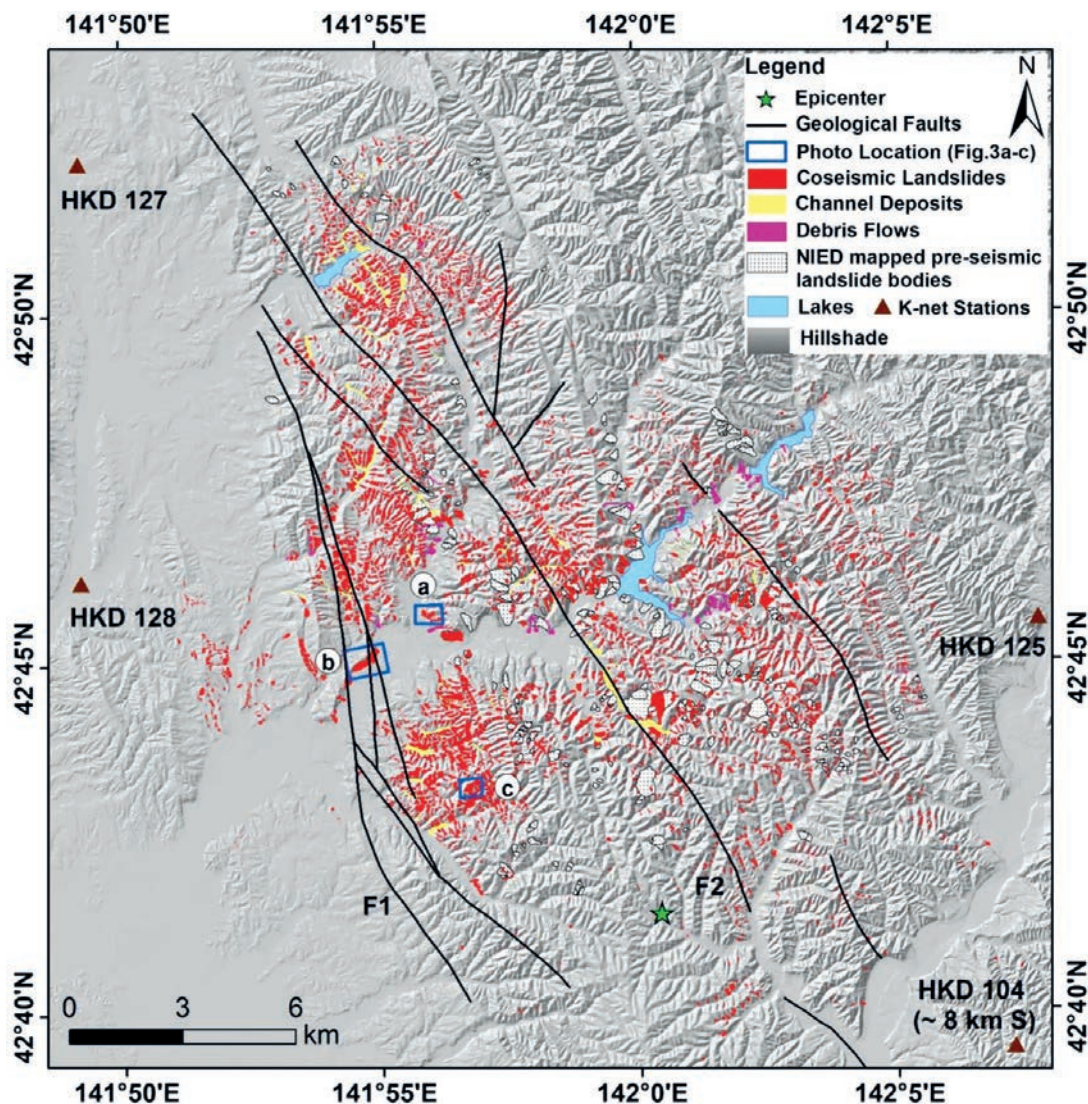 141°50'E 141°55'E 142°0'E 142°5'E
Legend
N
Epicenter
Geological Faults
Photo Location (Fig.3a-c)
Coseismic Landslides
Channel Deposits
Debris Flows
NIED mapped pre-seismic
landslide bodies
Lakes K-net Stations
Hillshade
HKD 127
42°50'N 42°50'N
a
HKD 128
HKD 125
b
42°45'N 42°45'N
c
F1 F2
42°40'N 42°40'N
HKD 104
(~ 8 km S)
0 3 6
km
141°50'E 141°55'E 142°0'E 142°5'E